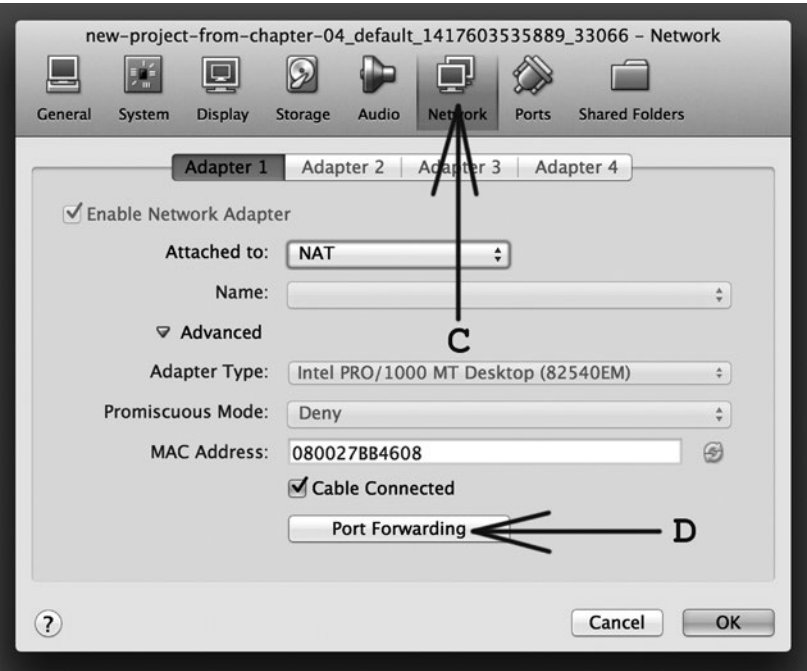 new-project-from-chapter-04_default_1417603535889_33066 – Network
General System Display Storage Audio Network Ports Shared Folders
Adapter 1 Adapter 2 Adapter 3 Adapter 4
Enable Network Adapter
Attached to: NAT
Name:
Advanced
C
Adapter Type: Intel PRO/1000 MT Desktop (82540EM)
Promiscuous Mode: Deny
MAC Address: 080027BB4608
Cable Connected
Port Forwarding D
? Cancel OK